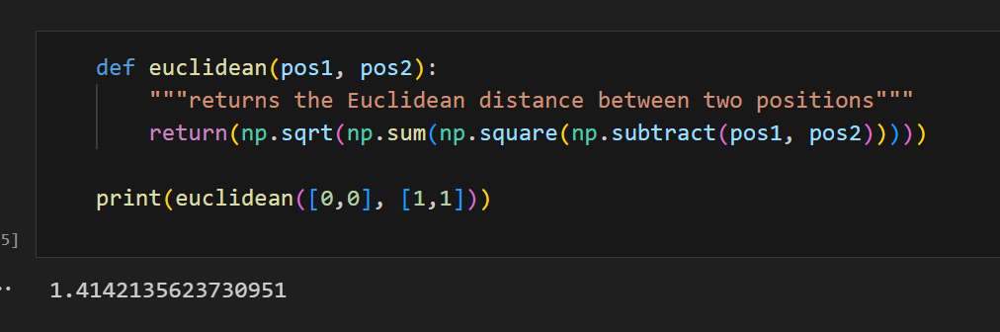 def euclidean(pos1, pos2):
"""returns the Euclidean distance between two positions"""
return(np.sqrt(np.sum(np.square(np.subtract(pos1, pos2)))))
print(euclidean([0,0], [1,1]))
5]
1.4142135623730951